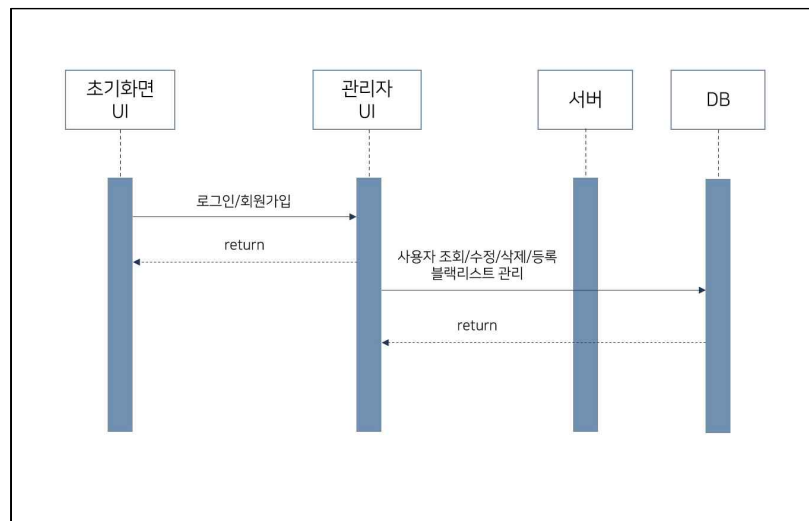 초기화면
UI
관리자
UI
서버
DB
로그인/회원가입
return
사용자 조회/수정/삭제/등록
블랙리스트 관리
return